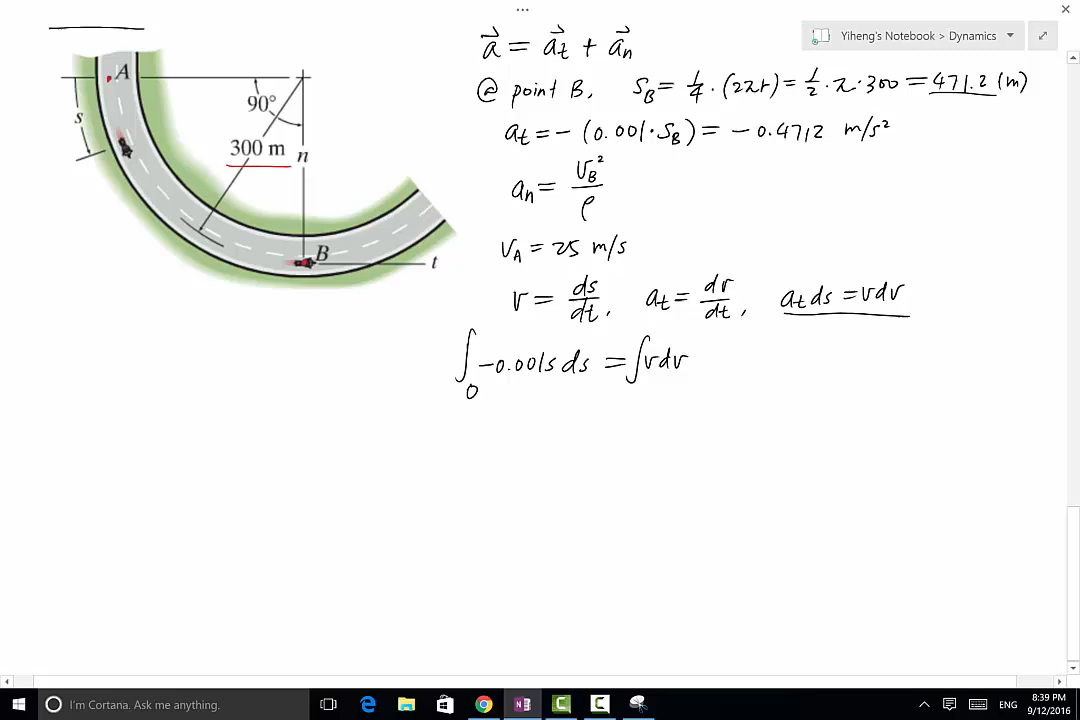 ...
Yiheng's Notebook > Dynamics
A
90°
s
300 m
n
B
t
a⃗ = a⃗t + a⃗n
@ point B, SB = 1/4 · (2πr) = 1/2 · π · 300 = 471.2 (m)
at = - (0.001 · SB) = - 0.4712 m/s²
an = VB²/ρ
VA = 25 m/s
v = ds/dt, at = dv/dt, at ds = vdv
∫0 -0.001s ds = ∫vdv
I'm Cortana. Ask me anything.
ENG
8:39 PM
9/12/2016